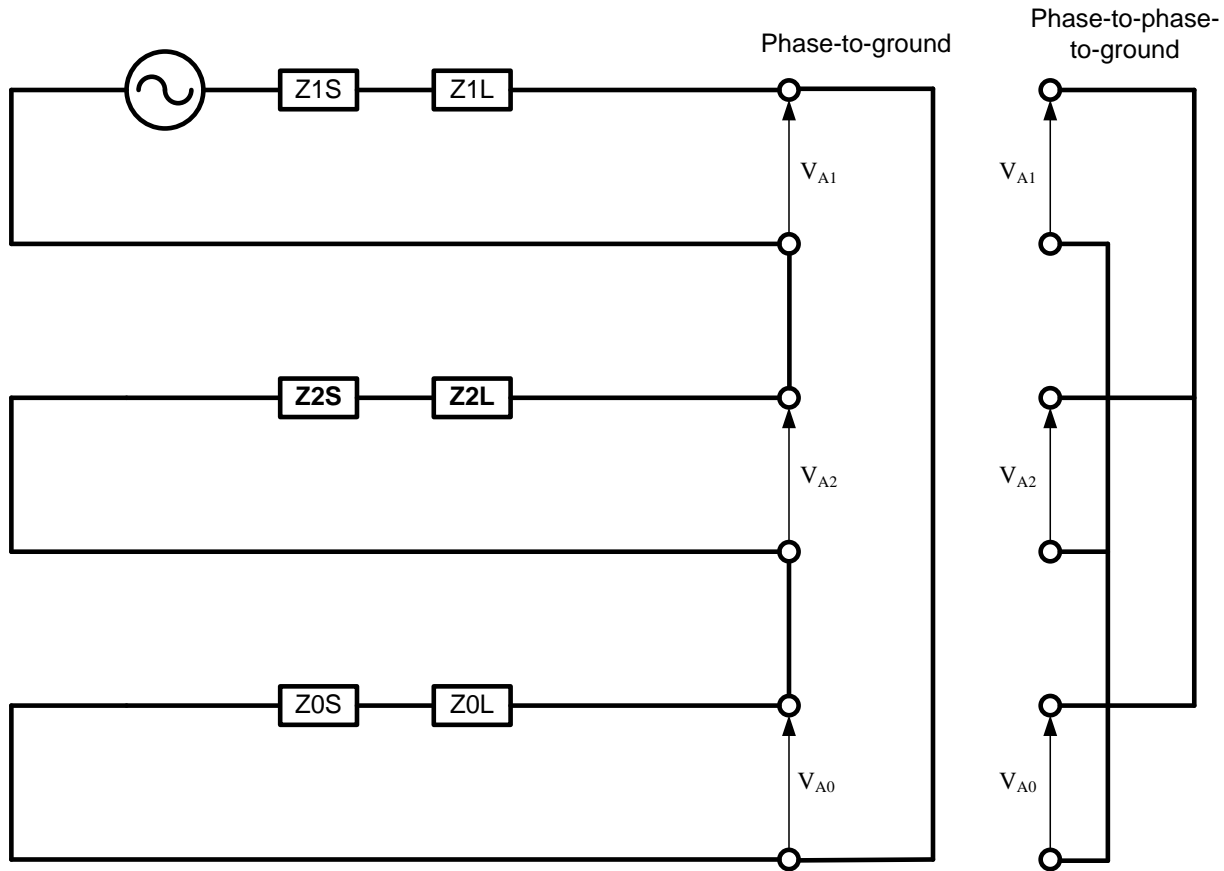 Phase-to-ground
Phase-to-phase-
to-ground
Z1S
Z1L
VA1
VA1
Z2S
Z2L
VA2
VA2
Z0S
Z0L
VA0
VA0